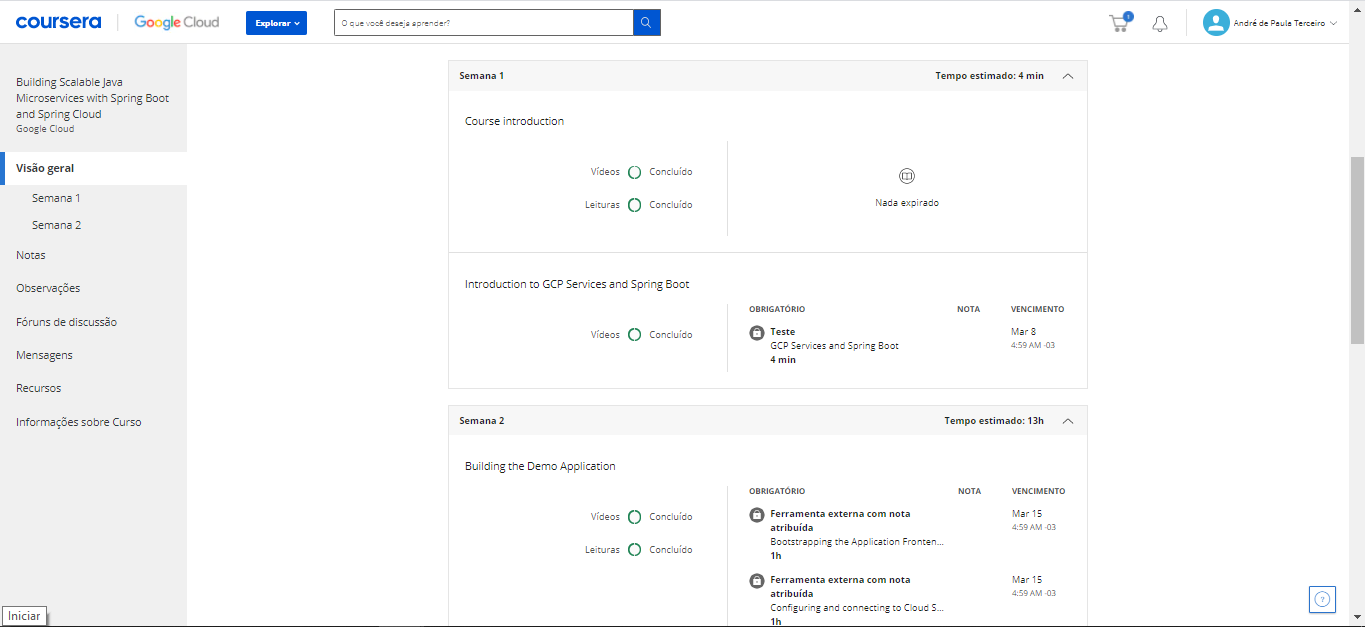 coursera
Google Cloud
Explorar
O que você deseja aprender?
1
André de Paula Terceiro
Building Scalable Java
Microservices with Spring Boot
and Spring Cloud
Google Cloud
Visão geral
Semana 1
Semana 2
Notas
Observações
Fóruns de discussão
Mensagens
Recursos
Informações sobre Curso
Semana 1
Tempo estimado: 4 min
Course introduction
Vídeos Concluído
Leituras Concluído
Nada expirado
Introduction to GCP Services and Spring Boot
Vídeos Concluído
OBRIGATÓRIO NOTA VENCIMENTO
Teste Mar 8
GCP Services and Spring Boot 4:59 AM -03
4 min
Semana 2
Tempo estimado: 13h
Building the Demo Application
Vídeos Concluído
Leituras Concluído
OBRIGATÓRIO NOTA VENCIMENTO
Ferramenta externa com nota Mar 15
atribuída 4:59 AM -03
Bootstrapping the Application Fronten...
1h
Ferramenta externa com nota Mar 15
atribuída 4:59 AM -03
Configuring and connecting to Cloud S...
1h
?
Iniciar